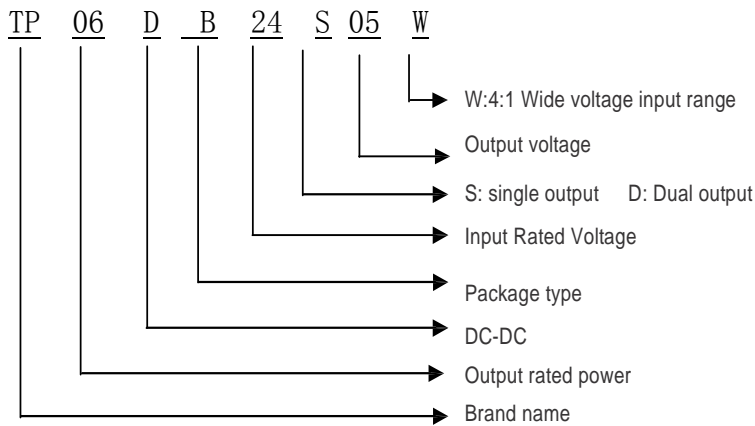 TP 06 D B 24 S 05 W
W:4:1 Wide voltage input range
Output voltage
S: single output D: Dual output
Input Rated Voltage
Package type
DC-DC
Output rated power
Brand name